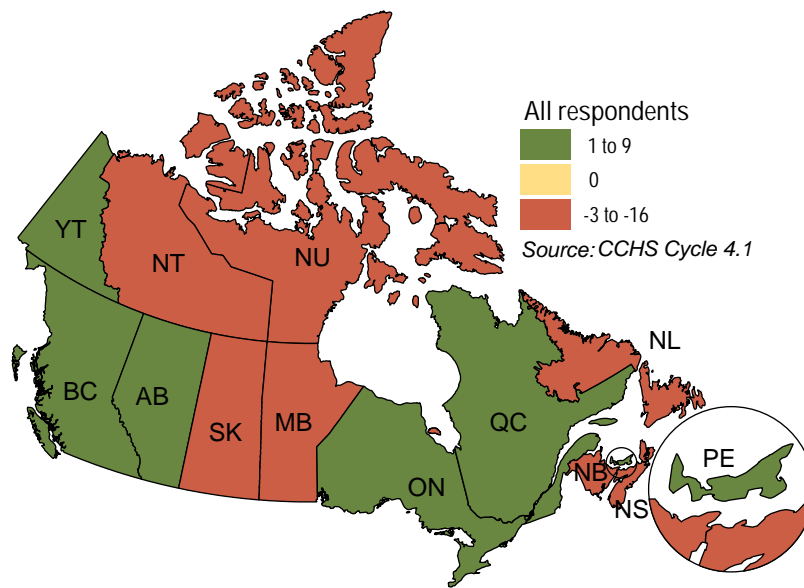 All respondents
1 to 9
0
-3 to -16
Source: CCHS Cycle 4.1
YT
NT
NU
NL
BC
AB
SK
MB
QC
ON
NB
PE
NS